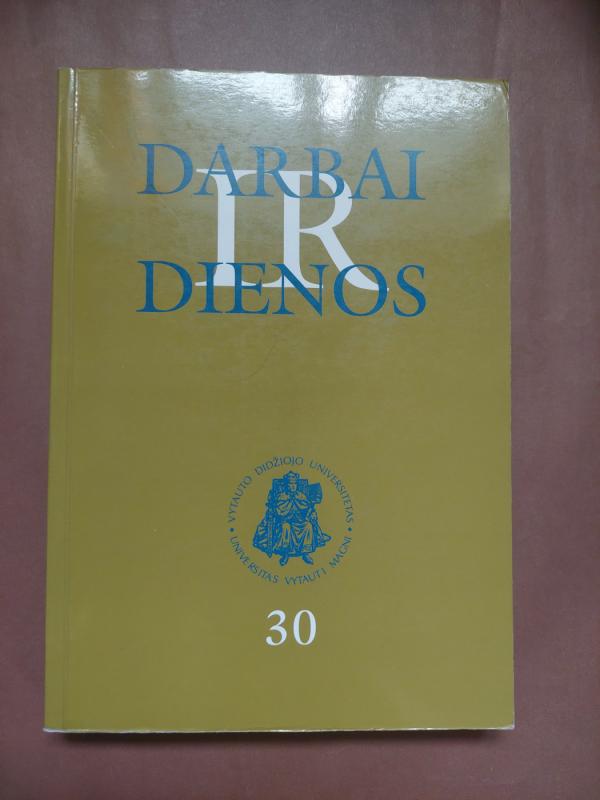 DARBAI
IR
DIENOS
VYTAUTO DIDŽIOJO UNIVERSITETAS
UNIVERSITAS VYTAUTI MAGNI
30